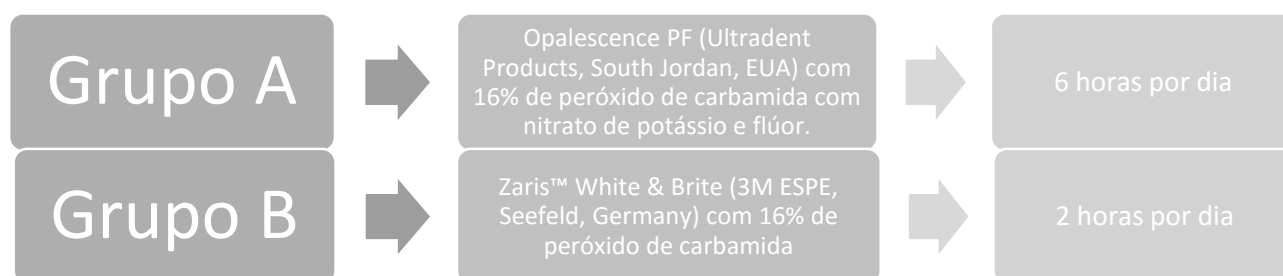 Grupo A
Opalescence PF (Ultradent
Products, South Jordan, EUA) com
16% de peróxido de carbamida com
nitrato de potássio e flúor.
6 horas por dia
Grupo B
Zaris™ White & Brite (3M ESPE,
Seefeld, Germany) com 16% de
peróxido de carbamida
2 horas por dia